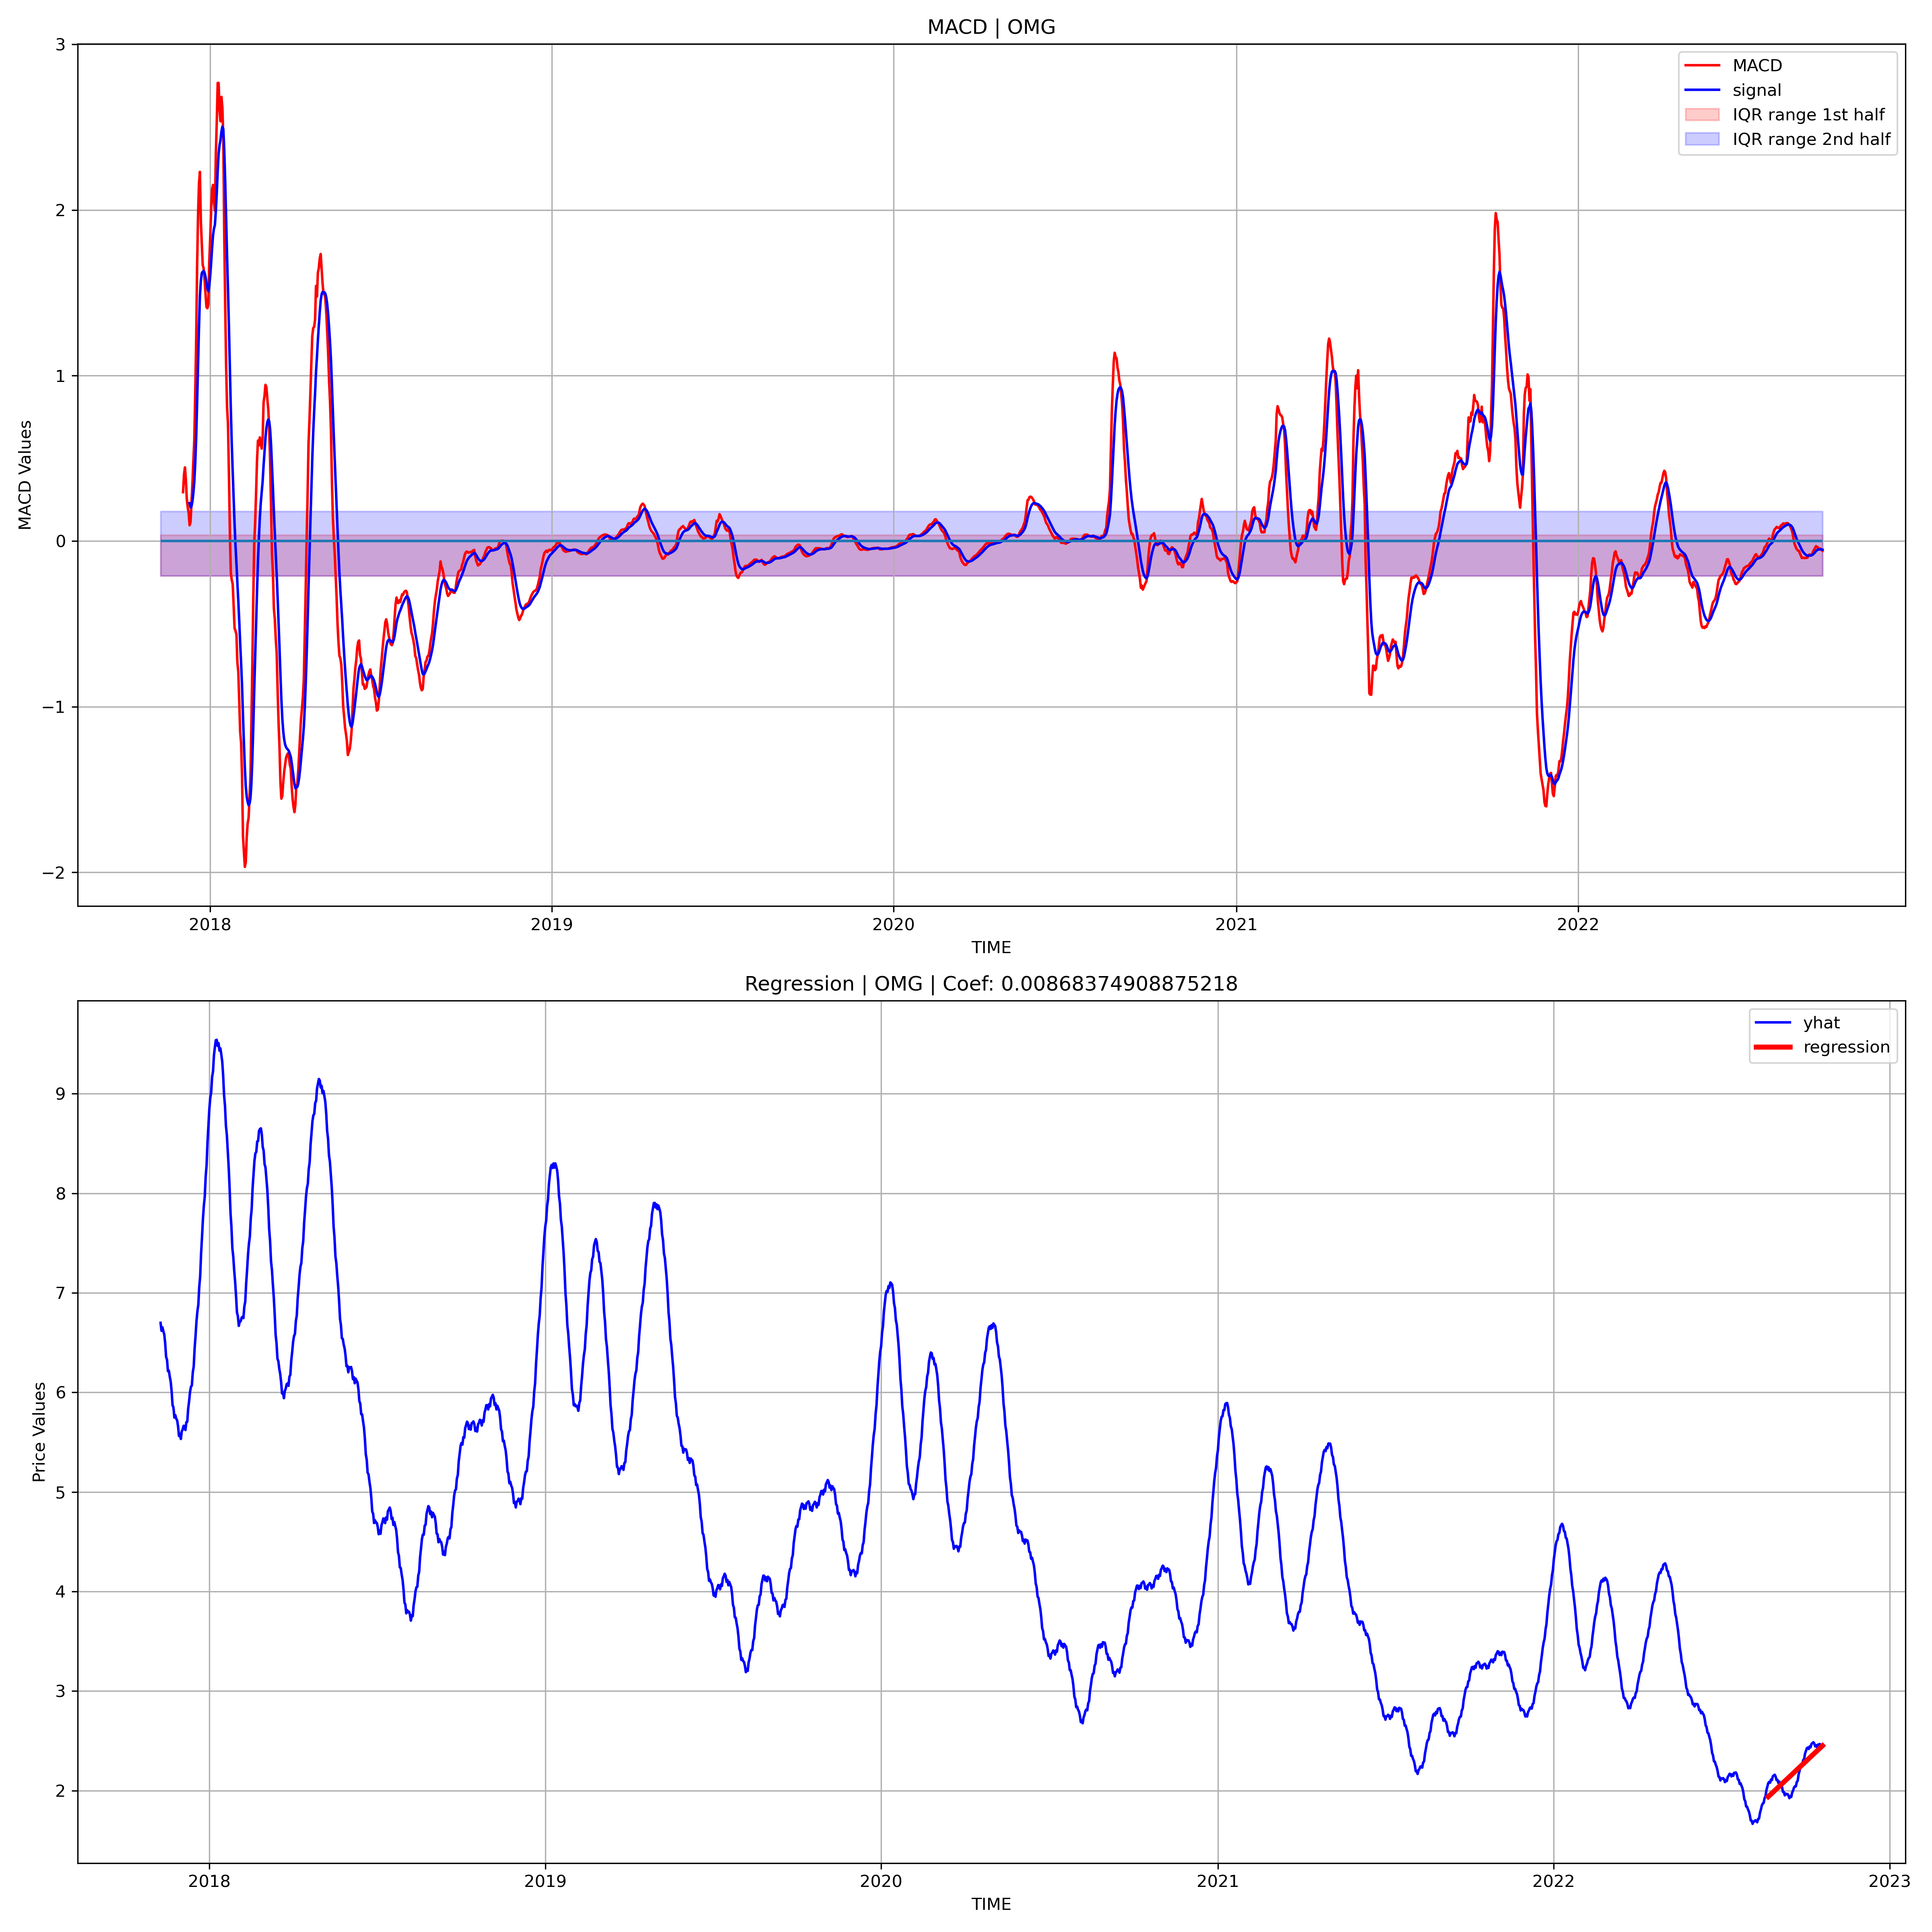 MACD | OMG
MACD Values
3
2
1
0
−1
−2
MACD
signal
IQR range 1st half
IQR range 2nd half
2018
2019
2020
2021
2022
TIME
Regression | OMG | Coef: 0.00868374908875218
Price Values
9
8
7
6
5
4
3
2
yhat
regression
2018
2019
2020
2021
2022
2023
TIME